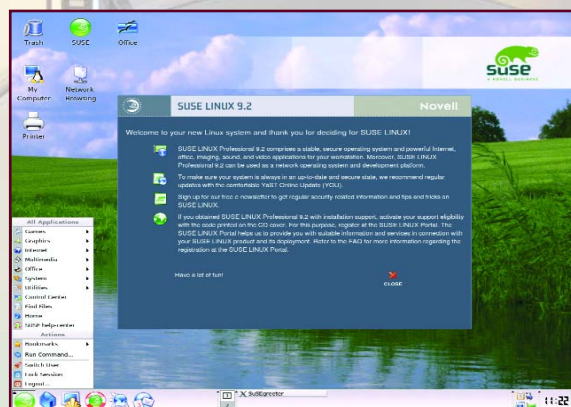 Trash
SUSE
Office
My Computer
Network Browsing
Printer
SUSE
A NOVELL BUSINESS
SUSE LINUX 9.2
Novell
Welcome to your new Linux system and thank you for deciding for SUSE LINUX!
SUSE LINUX Professional 9.2 comprises a stable, secure operating system and powerful Internet,
office, imaging, sound, and video applications for your workstation. Moreover, SUSE LINUX
Professional 9.2 can be used as a network operating system and development platform.
To make sure your system is always in an up-to-date and secure state, we recommend regular
updates with the comfortable YAST Online Update (YOU).
Sign up for our free e-newsletter to get regular security related information and tips and tricks on
SUSE LINUX.
If you obtained SUSE LINUX Professional 9.2 with installation support, activate your support eligibility
with the code printed on the CD cover. For this purpose, register at the SUSE LINUX Portal. The
SUSE LINUX Portal helps us to provide you with suitable information and services in connection with
your SUSE LINUX product and its deployment. Refer to the FAQ for more information regarding the
registration at the SUSE LINUX Portal.
Have a lot of fun!
CLOSE
All Applications
Games
Graphics
Internet
Multimedia
Office
System
Utilities
Control Center
Find Files
Home
SUSE help-center
Actions
Bookmarks
Run Command...
Switch User
Lock Session
Logout...
SuSEgreeter
11:22